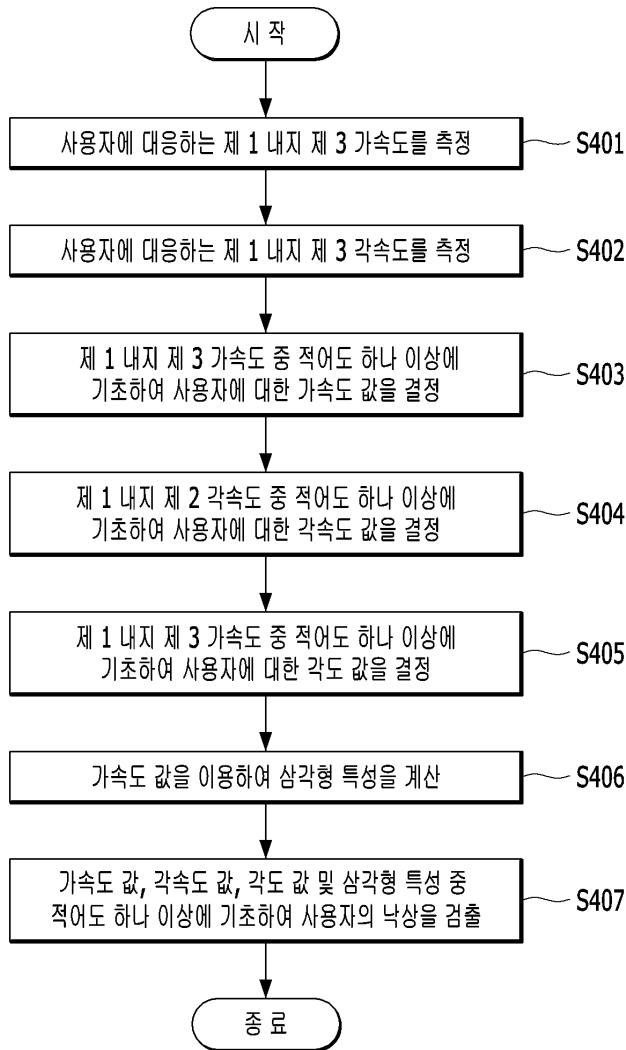 시 작
사용자에 대응하는 제 1 내지 제 3 가속도를 측정
S401
사용자에 대응하는 제 1 내지 제 3 각속도를 측정
S402
제 1 내지 제 3 가속도 중 적어도 하나 이상에
기초하여 사용자에 대한 가속도 값을 결정
S403
제 1 내지 제 2 각속도 중 적어도 하나 이상에
기초하여 사용자에 대한 각속도 값을 결정
S404
제 1 내지 제 3 가속도 중 적어도 하나 이상에
기초하여 사용자에 대한 각도 값을 결정
S405
가속도 값을 이용하여 삼각형 특성을 계산
S406
가속도 값, 각속도 값, 각도 값 및 삼각형 특성 중
적어도 하나 이상에 기초하여 사용자의 낙상을 검출
S407
종 료